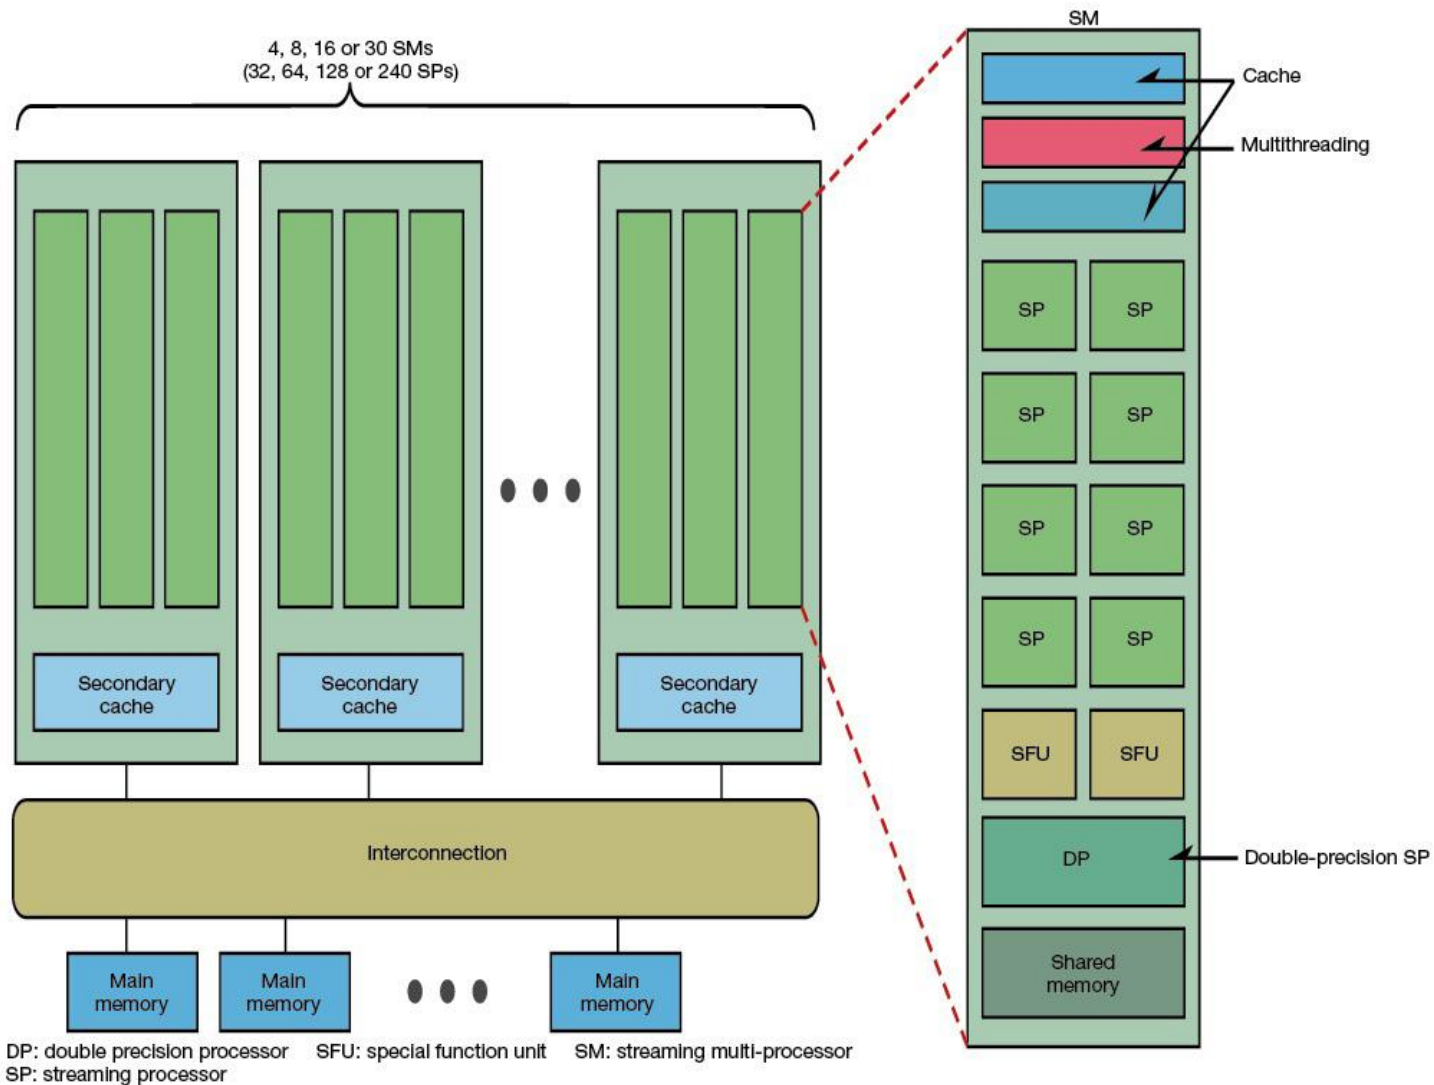 4, 8, 16 or 30 SMs
(32, 64, 128 or 240 SPs)
Secondary
cache
Secondary
cache
Secondary
cache
Interconnection
Main
memory
Main
memory
Main
memory
SM
Cache
Multithreading
SP
SP
SP
SP
SP
SP
SP
SP
SFU
SFU
DP
Double-precision SP
Shared
memory
DP: double precision processor SFU: special function unit SM: streaming multi-processor
SP: streaming processor